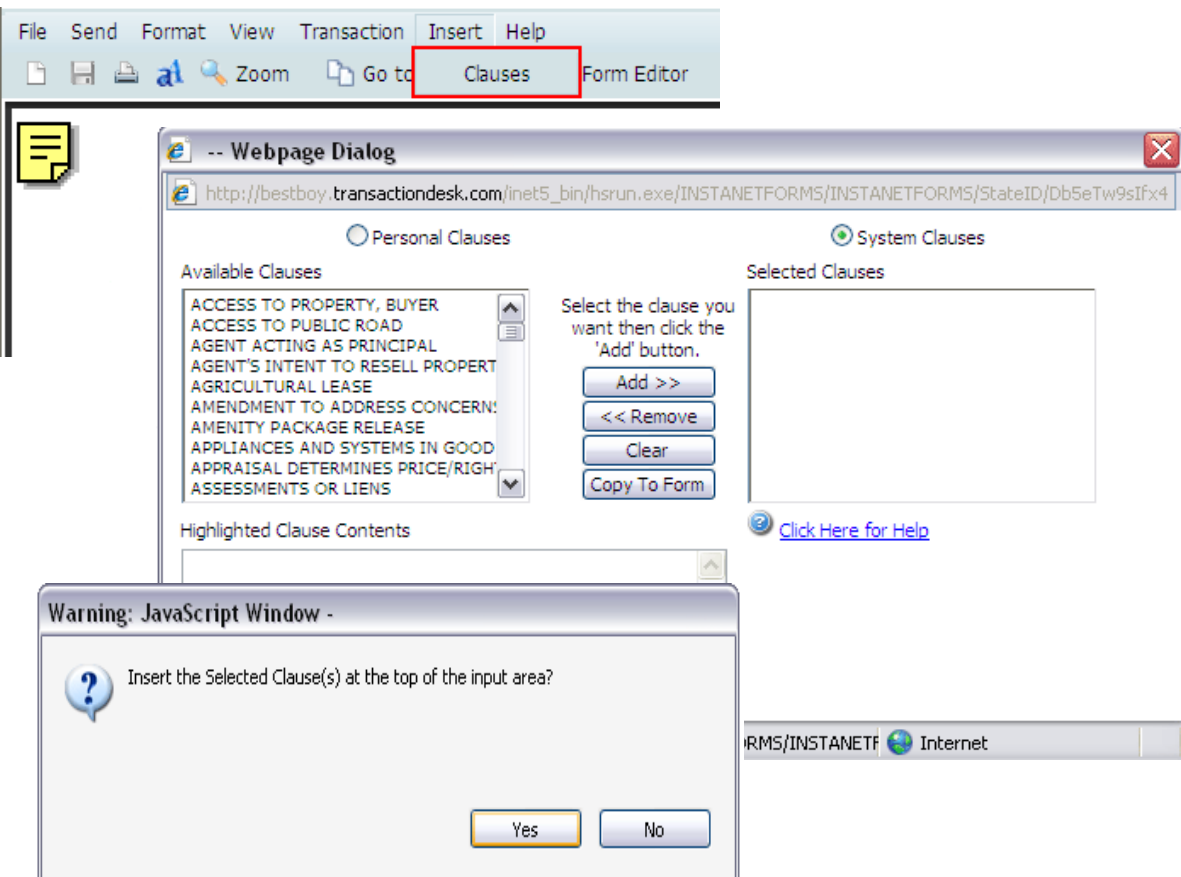 File Send Format View Transaction Insert Help
Zoom Go to Clauses Form Editor
-- Webpage Dialog
http://bestboy.transactiondesk.com/inet5_bin/hsrun.exe/INSTANETFORMS/INSTANETFORMS/StateID/Db5eTw9sIfx4
Personal Clauses System Clauses
Available Clauses Selected Clauses
ACCESS TO PROPERTY, BUYER
ACCESS TO PUBLIC ROAD
AGENT ACTING AS PRINCIPAL
AGENT'S INTENT TO RESELL PROPERT
AGRICULTURAL LEASE
AMENDMENT TO ADDRESS CONCERNS
AMENITY PACKAGE RELEASE
APPLIANCES AND SYSTEMS IN GOOD
APPRAISAL DETERMINES PRICE/RIGH
ASSESSMENTS OR LIENS
Select the clause you
want then click the
'Add' button.
Add >>
<< Remove
Clear
Copy To Form
Highlighted Clause Contents
Click Here for Help
Warning: JavaScript Window -
Insert the Selected Clause(s) at the top of the input area?
Yes No
RMS/INSTANETF Internet